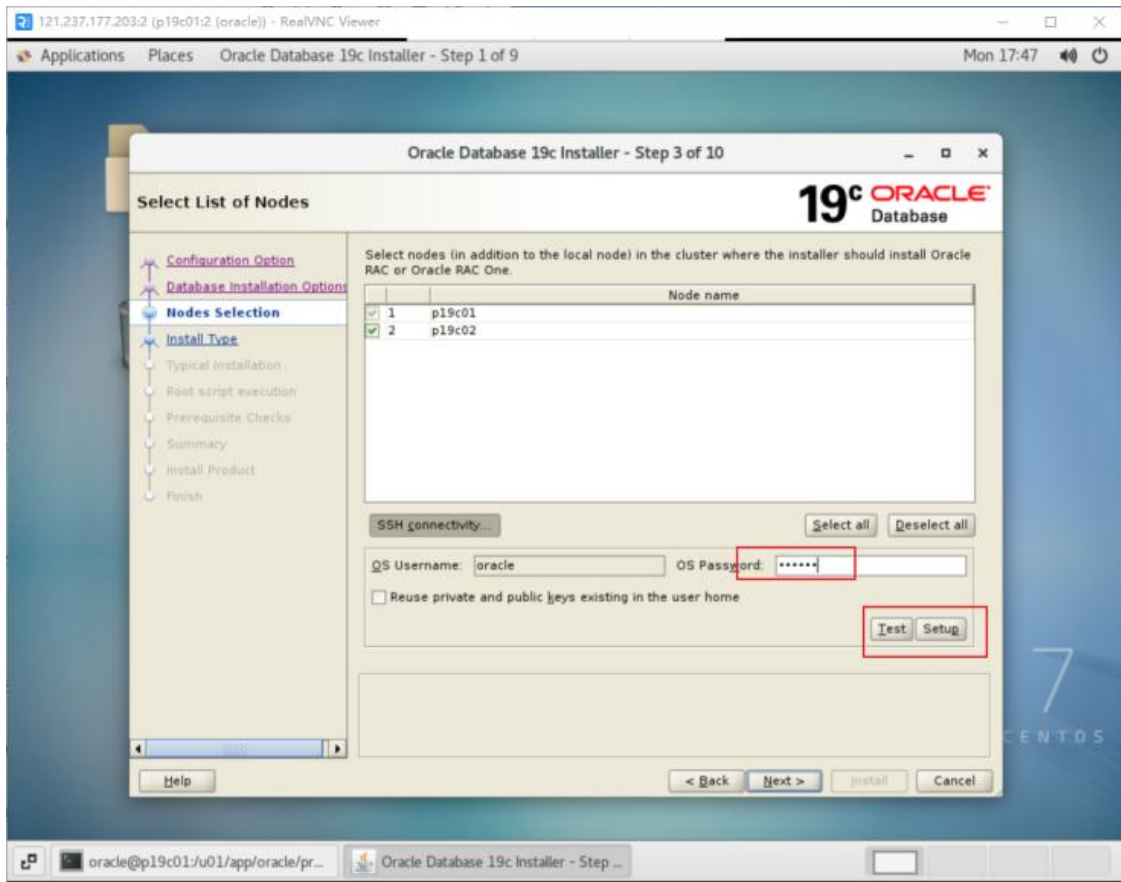 121.237.177.203:2 (p19c01:2 (oracle)) - RealVNC Viewer
Applications Places Oracle Database 19c Installer - Step 1 of 9 Mon 17:47
Oracle Database 19c Installer - Step 3 of 10
Select List of Nodes
19c ORACLE
Database
Configuration Option
Database Installation Options
Nodes Selection
Install Type
Typical Installation
Root script execution
Prerequisite Checks
Summary
Install Product
Finish
Select nodes (in addition to the local node) in the cluster where the installer should install Oracle
RAC or Oracle RAC One.
Node name
1 p19c01
2 p19c02
SSH connectivity...
Select all Deselect all
OS Username: oracle OS Password: ••••••
Reuse private and public keys existing in the user home
Test Setup
Help < Back Next > Install Cancel
7
CENTOS
oracle@p19c01:/u01/app/oracle/pr... Oracle Database 19c Installer - Step ...